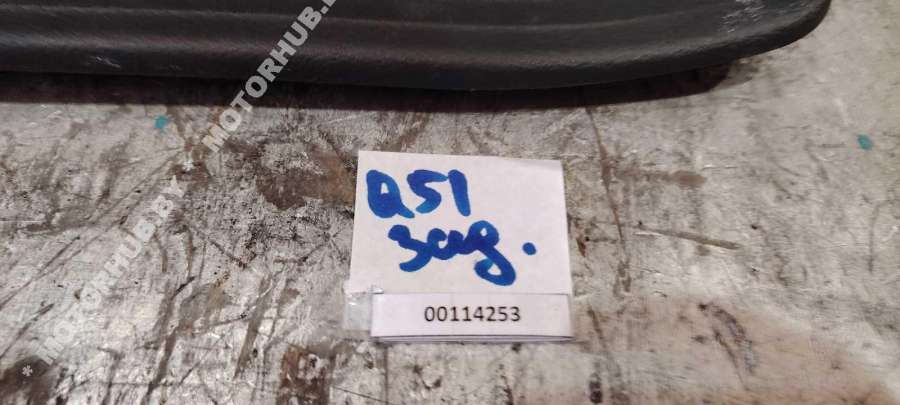 * MOTORHUB.BY * MOTORHUB.BY
Q51
зад.
00114253